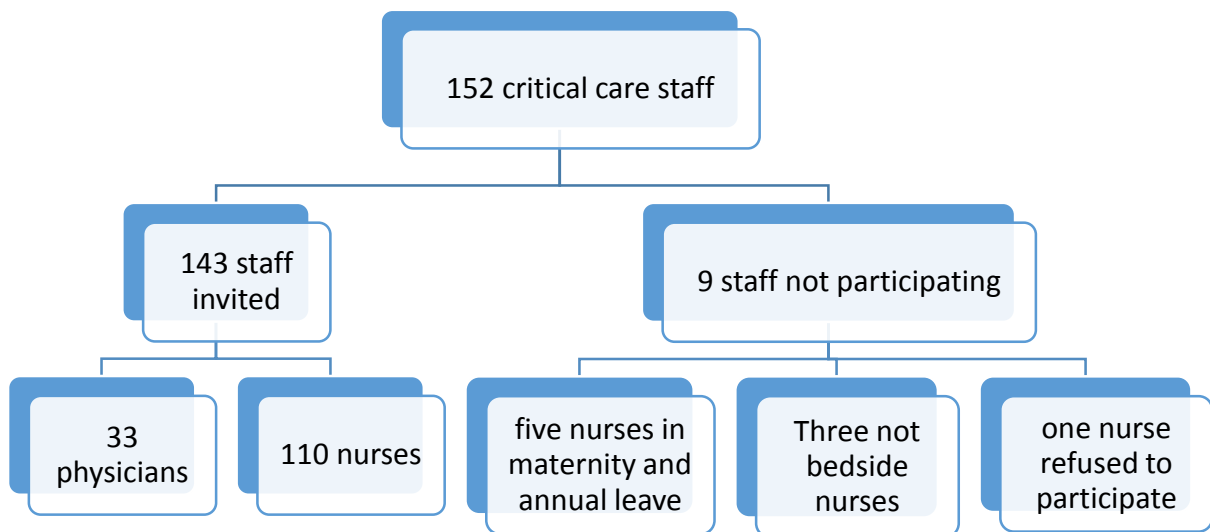 152 critical care staff
143 staff
invited
9 staff not participating
33
physicians
110 nurses
five nurses in
maternity and
annual leave
Three not
bedside
nurses
one nurse
refused to
participate